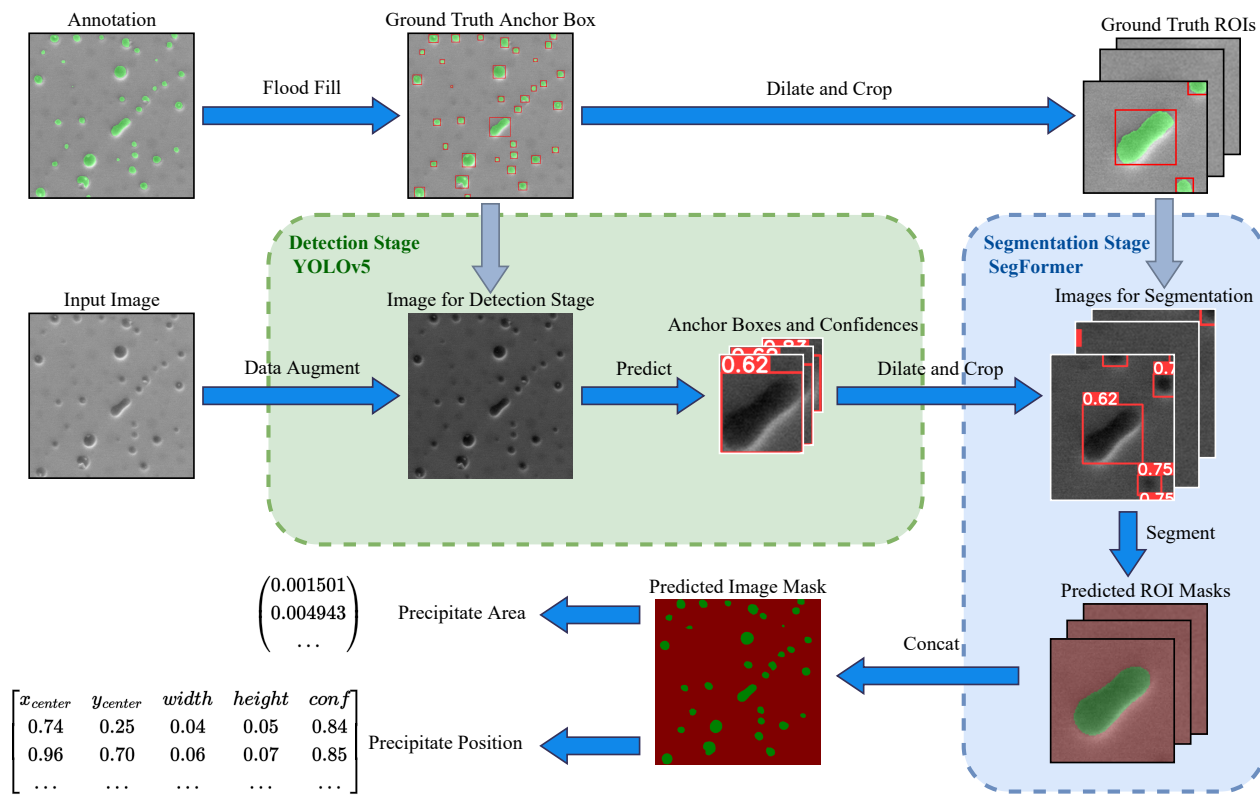 Annotation
Ground Truth Anchor Box
Ground Truth ROIs
Flood Fill
Dilate and Crop
Detection Stage
YOLOv5
Segmentation Stage
SegFormer
Input Image
Image for Detection Stage
Images for Segmentation
Anchor Boxes and Confidences
Data Augment
Predict
Dilate and Crop
0.62
0.62
0.75
Segment
Predicted ROI Masks
Predicted Image Mask
Concat
0.001501
0.004943
...
Precipitate Area
x_center y_center width height conf
0.74 0.25 0.04 0.05 0.84
0.96 0.70 0.06 0.07 0.85
... ... ... ... ...
Precipitate Position